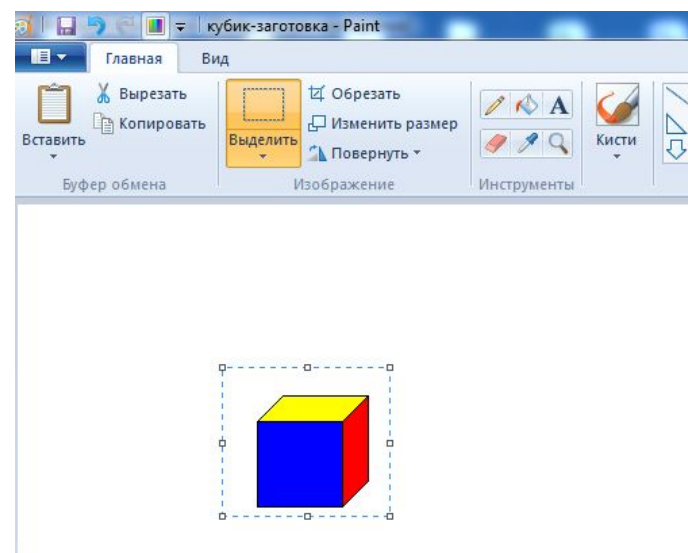 кубик-заготовка - Paint
Главная Вид
Вставить
Вырезать
Копировать
Буфер обмена
Выделить
Обрезать
Изменить размер
Повернуть
Изображение
A
Инструменты
Кисти